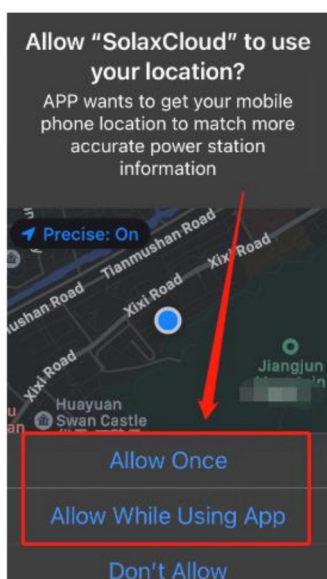 Allow “SolaxCloud” to use
your location?
APP wants to get your mobile
phone location to match more
accurate power station
information
Precise: On
Tianmushan Road
Xixi Road
ushan Road
Xixi Road
Xixi Road
Jiangjun
Huayuan
Swan Castle
Allow Once
Allow While Using App
Don't Allow